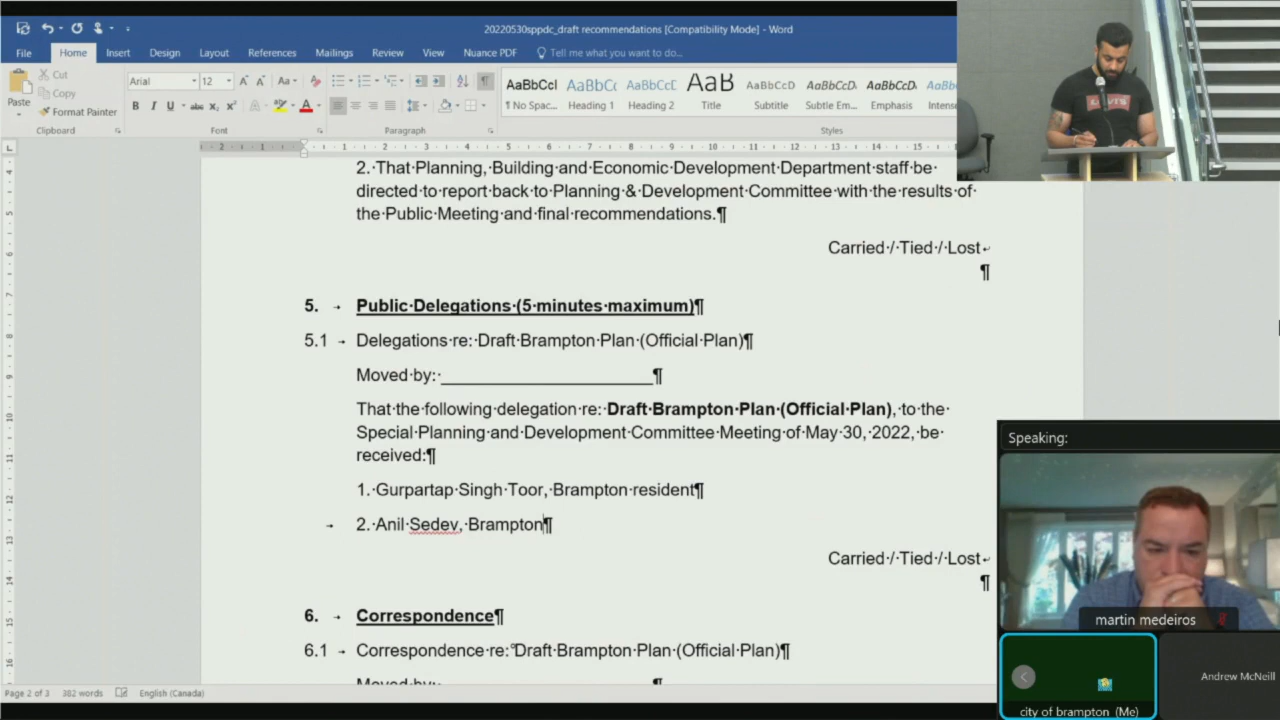 20220530sppdc_draft recommendations [Compatibility Mode] - Word
File Home Insert Design Layout References Mailings Review View Nuance PDF Tell me what you want to do...
Paste
Cut
Copy
Format Painter
Clipboard
Arial 12
Font
Paragraph
AaBbCcI AaBbCc AaBbCcD AaB AaBbCcD AaBbCcD AaBbCcD AaBbC
¶ No Spac... Heading 1 Heading 2 Title Subtitle Subtle Em... Emphasis Intense
Styles
2. That Planning, Building and Economic Development Department staff be
directed to report back to Planning & Development Committee with the results of
the Public Meeting and final recommendations.¶
Carried / Tied / Lost
¶
5. Public Delegations (5 minutes maximum)¶
5.1 Delegations re: Draft Brampton Plan (Official Plan)¶
Moved by: ________________________¶
That the following delegation re: Draft Brampton Plan (Official Plan), to the
Special Planning and Development Committee Meeting of May 30, 2022, be
received:¶
1. Gurpartap Singh Toor, Brampton resident¶
2. Anil Sedev, Brampton¶
Carried / Tied / Lost
¶
6. Correspondence¶
6.1 Correspondence re: Draft Brampton Plan (Official Plan)¶
Moved by: ________________________¶
Page 2 of 3 382 words English (Canada)
LEVI'S
Speaking:
martin medeiros
city of brampton (Me)
Andrew McNeill